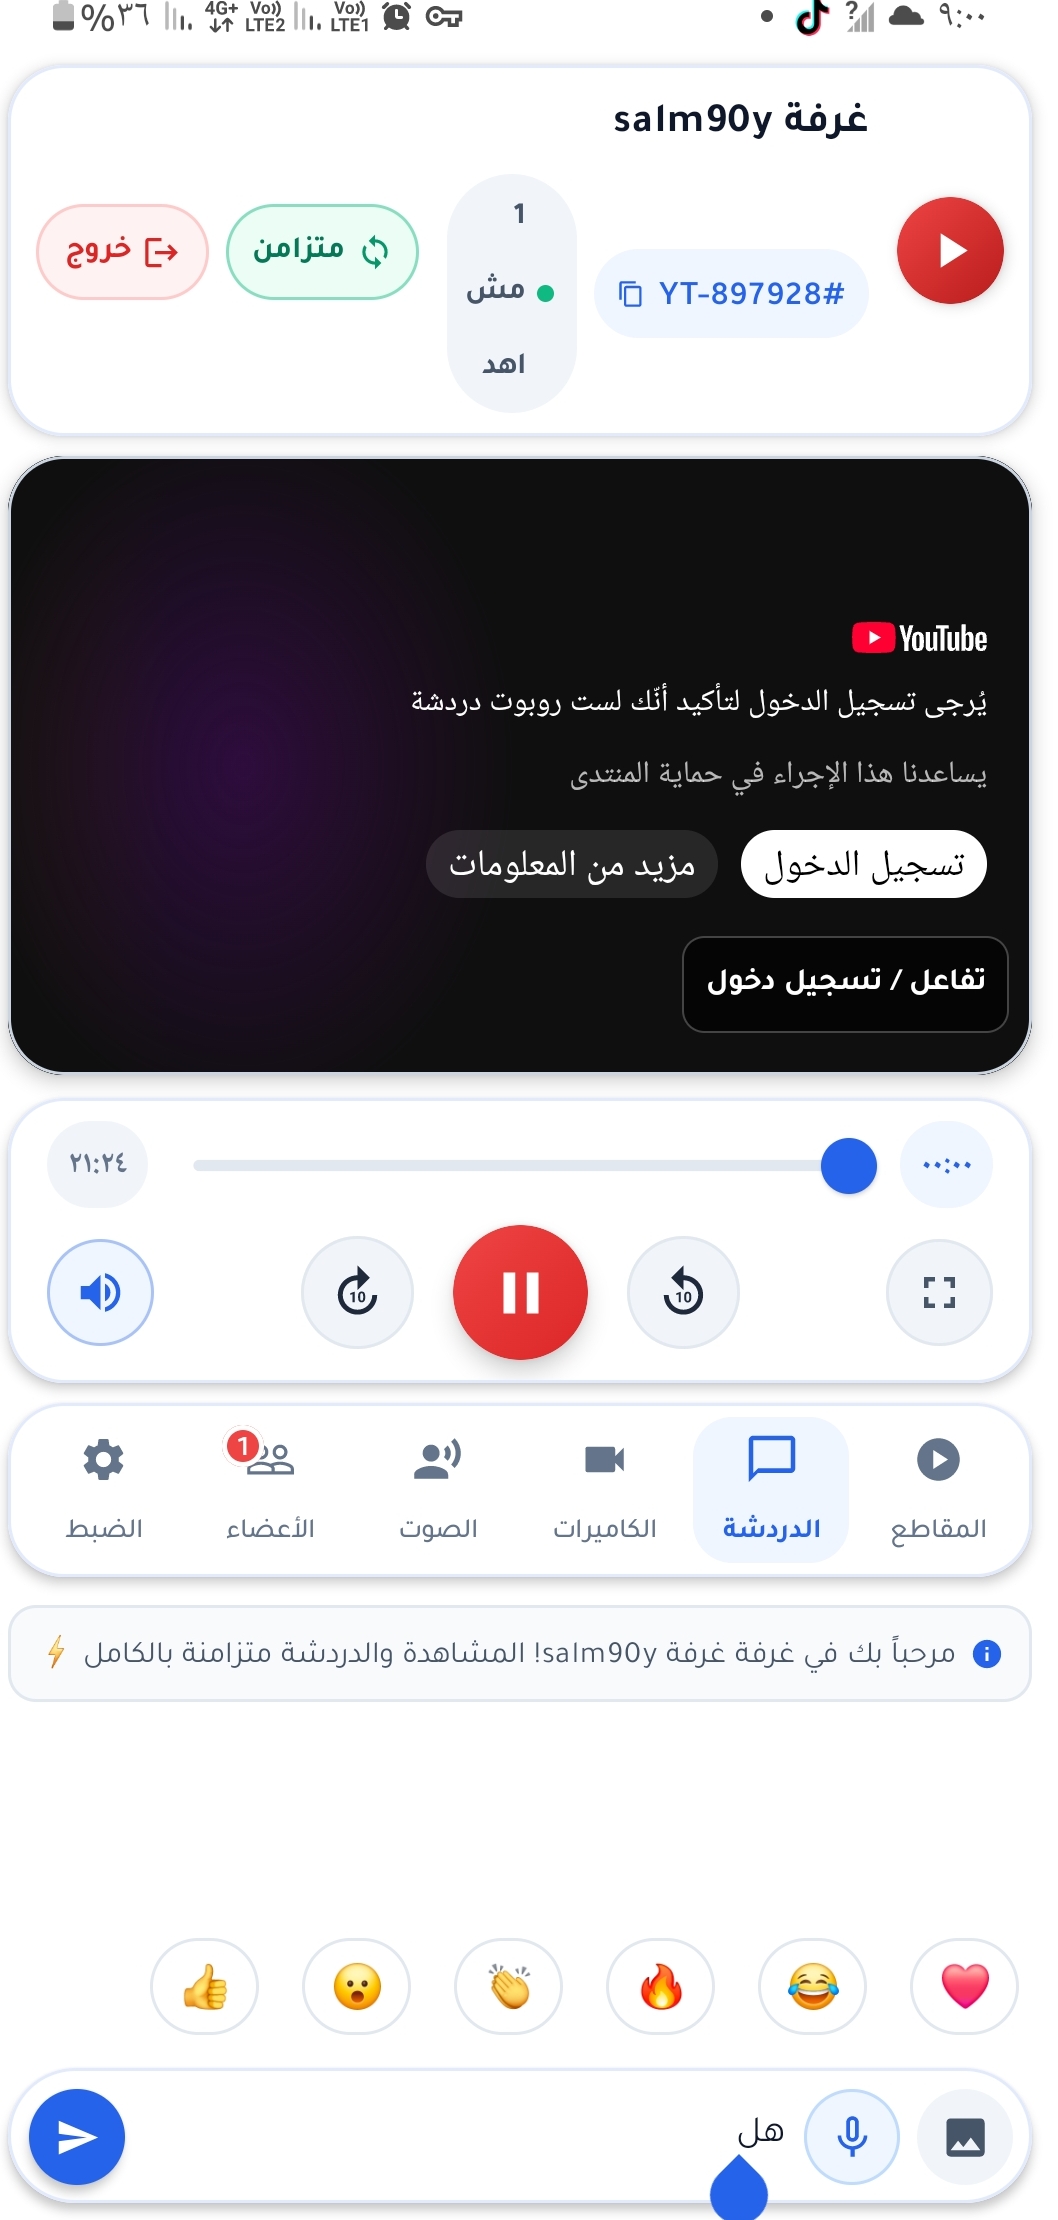 ٣٦% 4G+ Vo)) LTE2 Vo)) LTE1 ? ٩:٠٠
غرفة salm90y
#YT-897928
1
مش
اهد
متزامن
خروج
YouTube
يُرجى تسجيل الدخول لتأكيد أنّك لست روبوت دردشة
يساعدنا هذا الإجراء في حماية المنتدى
تسجيل الدخول
مزيد من المعلومات
تفاعل / تسجيل دخول
٠٠:٠٠
٢١:٢٤
10
10
المقاطع
الدردشة
الكاميرات
الصوت
1
الأعضاء
الضبط
مرحباً بك في غرفة غرفة salm90y! المشاهدة والدردشة متزامنة بالكامل ⚡
❤️ 😂 🔥 👏 😮 👍
هل